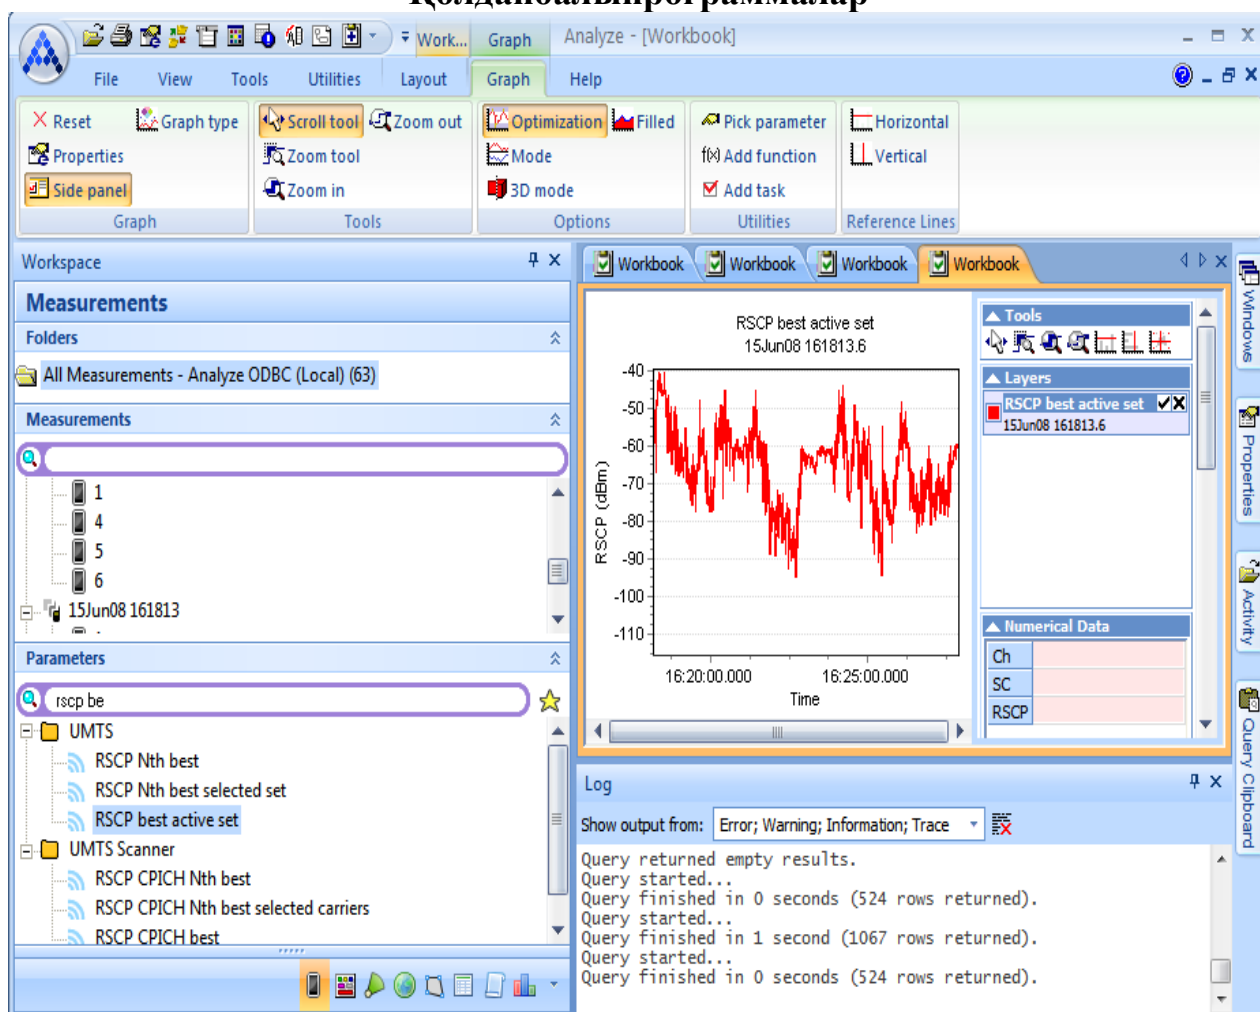 Қолданбалыпрограммалар
Work... Graph Analyze - [Workbook]
File View Tools Utilities Layout Graph Help
Reset Graph type Scroll tool Zoom out Optimization Filled Pick parameter Horizontal
Properties Zoom tool Mode f(x) Add function Vertical
Side panel Zoom in 3D mode Add task
Graph Tools Options Utilities Reference Lines
Workspace
Measurements
Folders
All Measurements - Analyze ODBC (Local) (63)
Measurements
1
4
5
6
15Jun08 161813
Parameters
rscp be
UMTS
RSCP Nth best
RSCP Nth best selected set
RSCP best active set
UMTS Scanner
RSCP CPICH Nth best
RSCP CPICH Nth best selected carriers
RSCP CPICH best
Workbook Workbook Workbook Workbook
RSCP best active set
15Jun08 161813.6
-40
-50
-60
-70
-80
-90
-100
-110
RSCP (dBm)
16:20:00.000 16:25:00.000
Time
Tools
Layers
RSCP best active set
15Jun08 161813.6
Numerical Data
Ch
SC
RSCP
Log
Show output from: Error; Warning; Information; Trace
Query returned empty results.
Query started...
Query finished in 0 seconds (524 rows returned).
Query started...
Query finished in 1 second (1067 rows returned).
Query started...
Query finished in 0 seconds (524 rows returned).
Windows
Properties
Activity
Query Clipboard